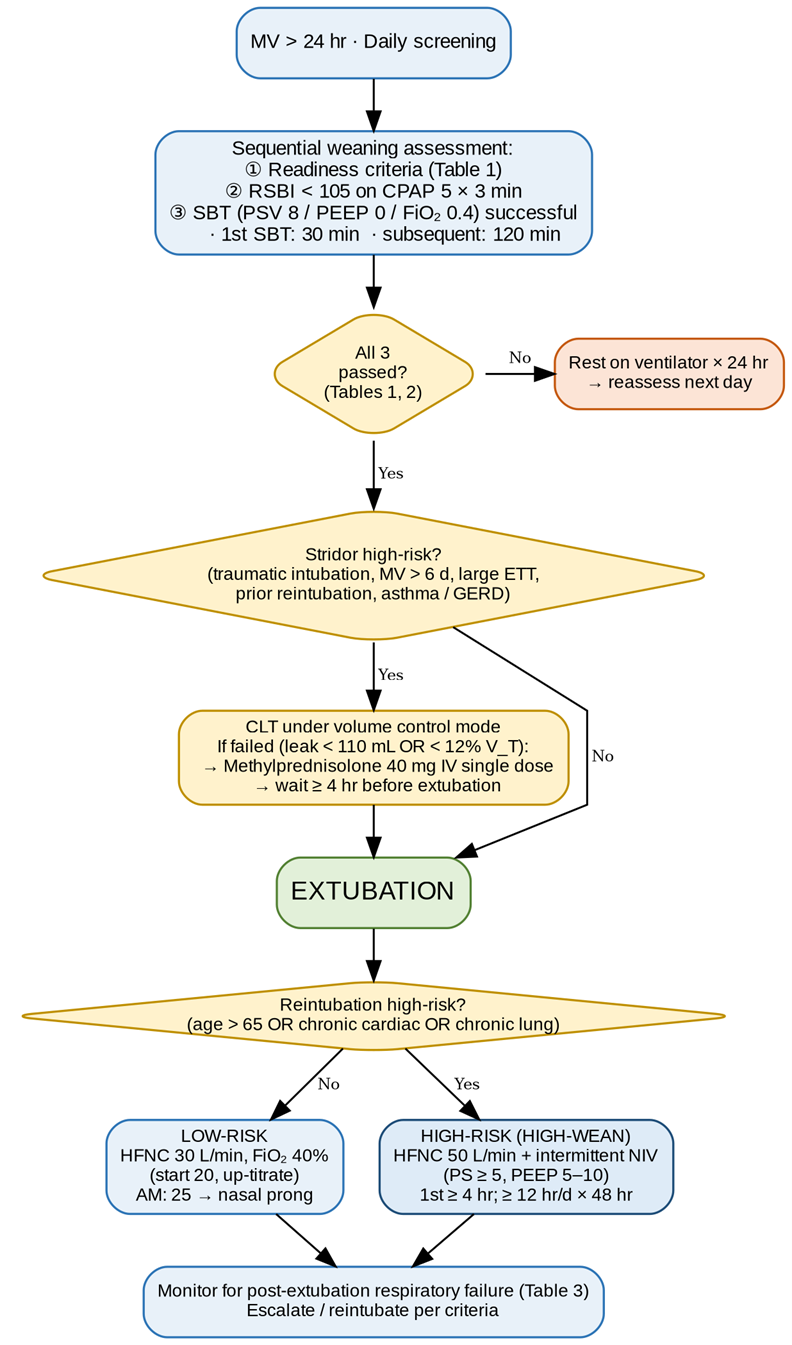 MV > 24 hr · Daily screening
Sequential weaning assessment:
① Readiness criteria (Table 1)
② RSBI < 105 on CPAP 5 × 3 min
③ SBT (PSV 8 / PEEP 0 / FiO₂ 0.4) successful
· 1st SBT: 30 min · subsequent: 120 min
All 3
passed?
(Tables 1, 2)
No
Rest on ventilator × 24 hr
→ reassess next day
Yes
Stridor high-risk?
(traumatic intubation, MV > 6 d, large ETT,
prior reintubation, asthma / GERD)
Yes
No
CLT under volume control mode
If failed (leak < 110 mL OR < 12% V_T):
→ Methylprednisolone 40 mg IV single dose
→ wait ≥ 4 hr before extubation
EXTUBATION
Reintubation high-risk?
(age > 65 OR chronic cardiac OR chronic lung)
No
Yes
LOW-RISK
HFNC 30 L/min, FiO₂ 40%
(start 20, up-titrate)
AM: 25 → nasal prong
HIGH-RISK (HIGH-WEAN)
HFNC 50 L/min + intermittent NIV
(PS ≥ 5, PEEP 5–10)
1st ≥ 4 hr; ≥ 12 hr/d × 48 hr
Monitor for post-extubation respiratory failure (Table 3)
Escalate / reintubate per criteria